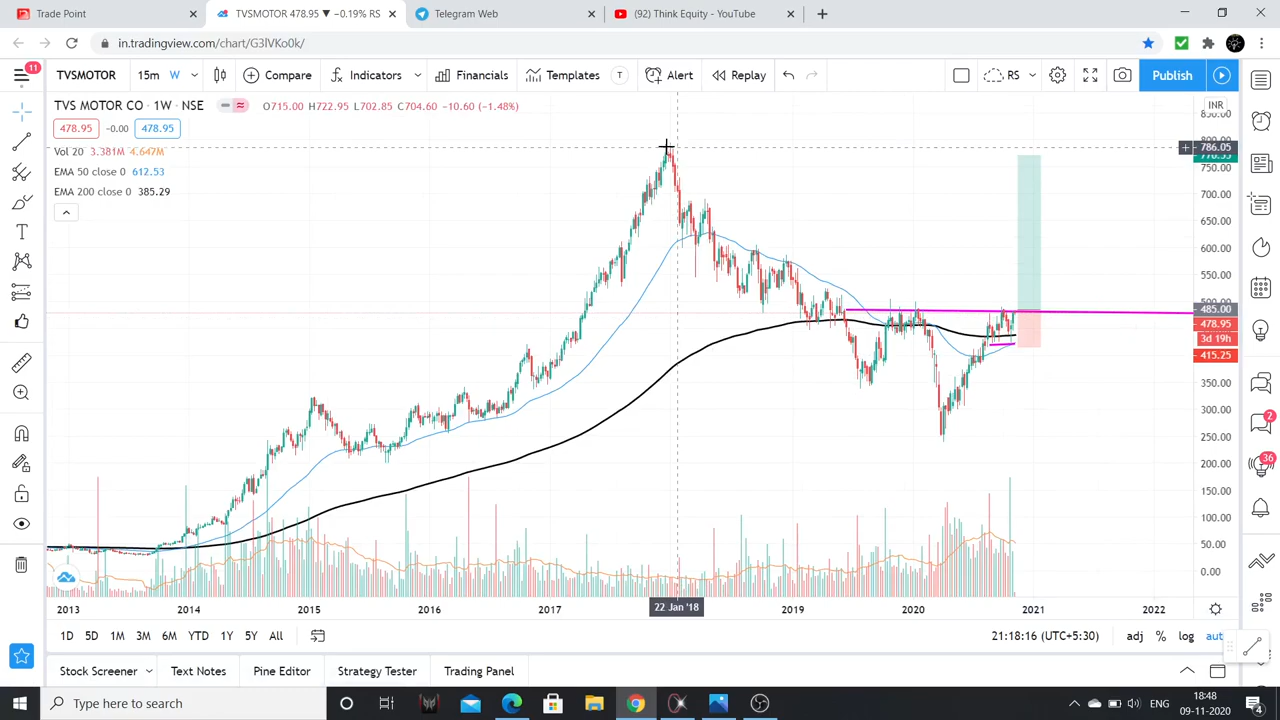 Trade Point
TVSMOTOR 478.95 ▼ −0.19% RS
Telegram Web
(92) Think Equity - YouTube
in.tradingview.com/chart/G3lVKo0k/
11
TVSMOTOR 15m W Compare Indicators Financials Templates T Alert Replay RS Publish
TVS MOTOR CO · 1W · NSE O715.00 H722.95 L702.85 C704.60 −10.60 (−1.48%)
INR
478.95 -0.00 478.95
Vol 20 3.381M 4.647M
EMA 50 close 0 612.53
EMA 200 close 0 385.29
786.05
750.00
700.00
650.00
600.00
550.00
485.00
478.95
3d 19h
415.25
350.00
300.00
250.00
200.00
150.00
100.00
50.00
0.00
2
36
2013 2014 2015 2016 2017 22 Jan '18 2019 2020 2021 2022
1D 5D 1M 3M 6M YTD 1Y 5Y All 21:18:16 (UTC+5:30) adj % log
Stock Screener Text Notes Pine Editor Strategy Tester Trading Panel
Type here to search
ENG
18:48
09-11-2020
4